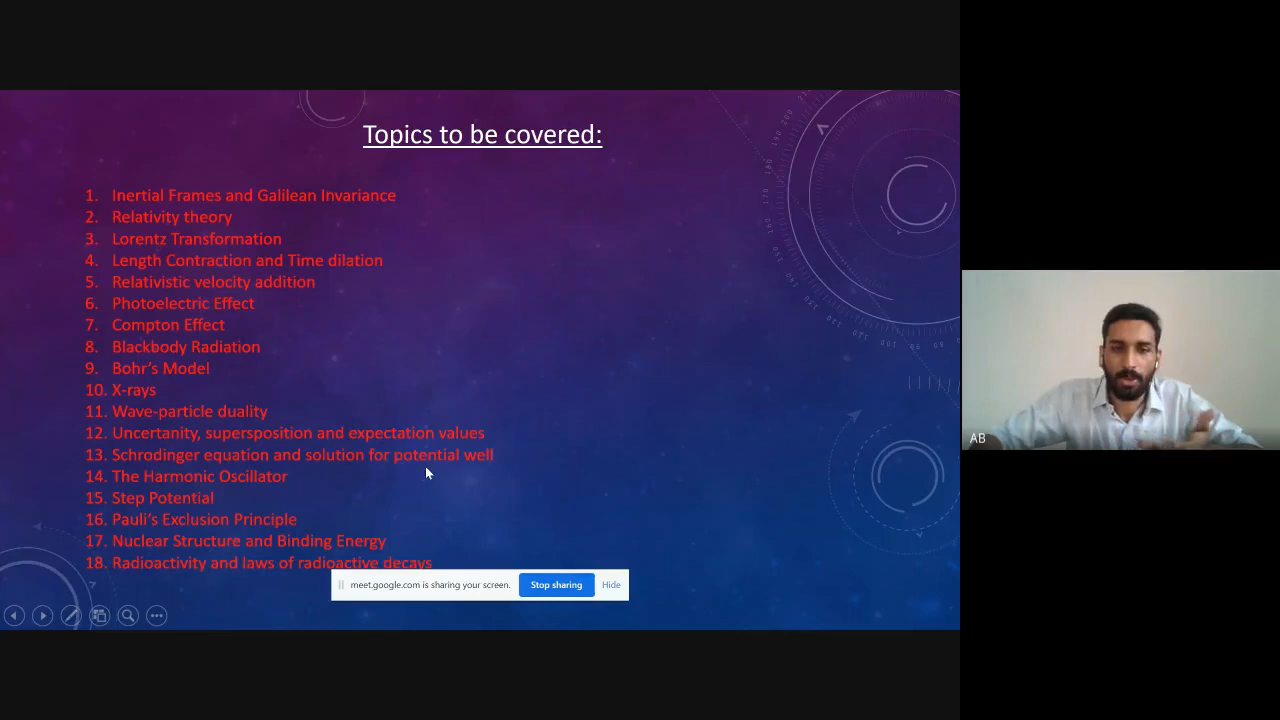 Topics to be covered:
1. Inertial Frames and Galilean Invariance
2. Relativity theory
3. Lorentz Transformation
4. Length Contraction and Time dilation
5. Relativistic velocity addition
6. Photoelectric Effect
7. Compton Effect
8. Blackbody Radiation
9. Bohr's Model
10. X-rays
11. Wave-particle duality
12. Uncertanity, supersposition and expectation values
13. Schrodinger equation and solution for potential well
14. The Harmonic Oscillator
15. Step Potential
16. Pauli's Exclusion Principle
17. Nuclear Structure and Binding Energy
18. Radioactivity and laws of radioactive decays
meet.google.com is sharing your screen. Stop sharing Hide
AB